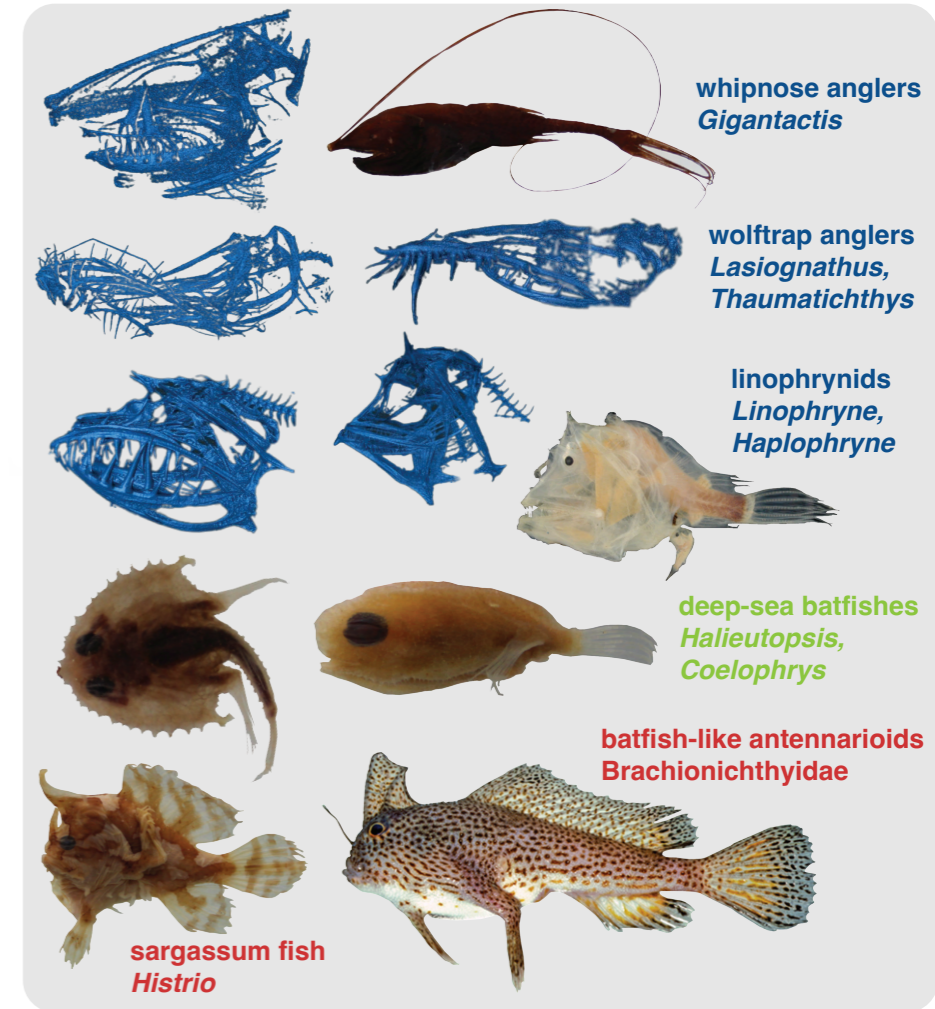 whipnose anglers
Gigantactis
wolftrap anglers
Lasiognathus,
Thaumatichthys
linophrynids
Linophryne,
Haplophryne
deep-sea batfishes
Halieutopsis,
Coelophrys
batfish-like antennarioids
Brachionichthyidae
sargassum fish
Histrio